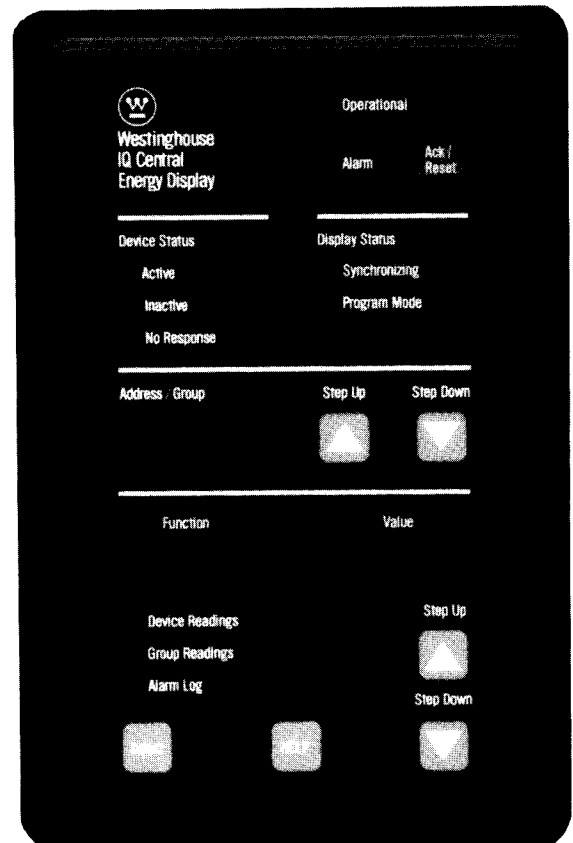 Operational
Westinghouse
IQ Central
Energy Display
Alarm
Ack /
Reset
Device Status
Display Status
Active
Synchronizing
Inactive
Program Mode
No Response
Address / Group
Step Up
Step Down
Function
Value
Device Readings
Step Up
Group Readings
Alarm Log
Step Down